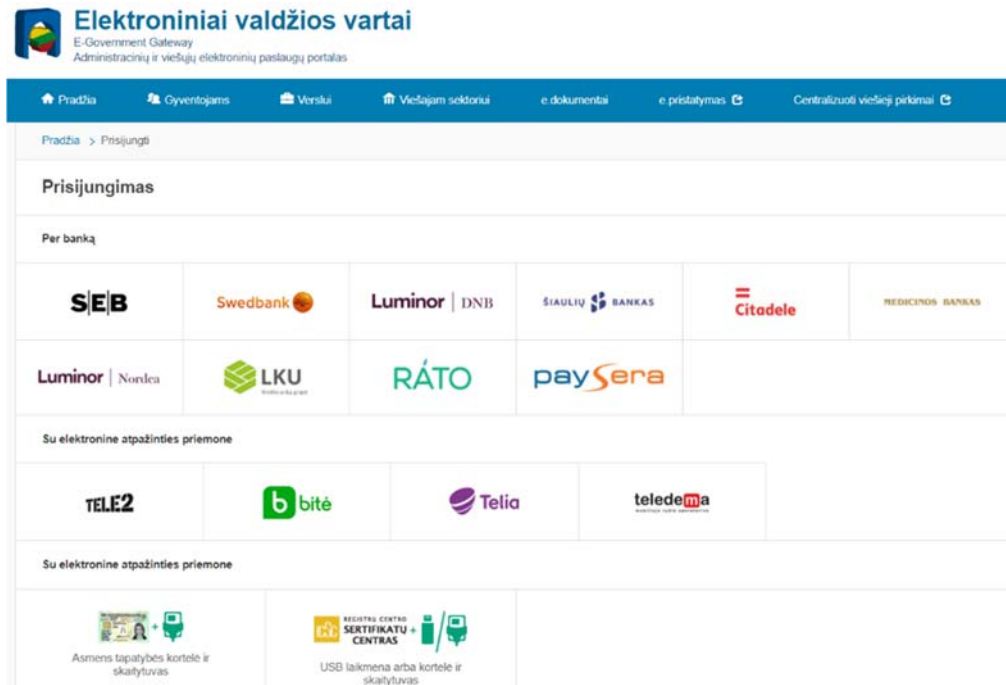 Elektroniniai valdžios vartai
E-Government Gateway
Administracinių ir viešųjų elektroninių paslaugų portalas
Pradžia Gyventojams Verslui Viešajam sektoriui e.dokumentai e.pristatymas Centralizuoti viešieji pirkimai
Pradžia > Prisijungti
Prisijungimas
Per banką
S|E|B Swedbank Luminor | DNB ŠIAULIŲ BANKAS Citadele MEDICINOS BANKAS
Luminor | Nordea LKU RÁTO paysera
Su elektronine atpažinties priemone
TELE2 bitė Telia teledema
Su elektronine atpažinties priemone
REGISTRŲ CENTRO
SERTIFIKATŲ +
CENTRAS
Asmens tapatybės kortelė ir
skaitytuvas
USB laikmena arba kortelė ir
skaitytuvas